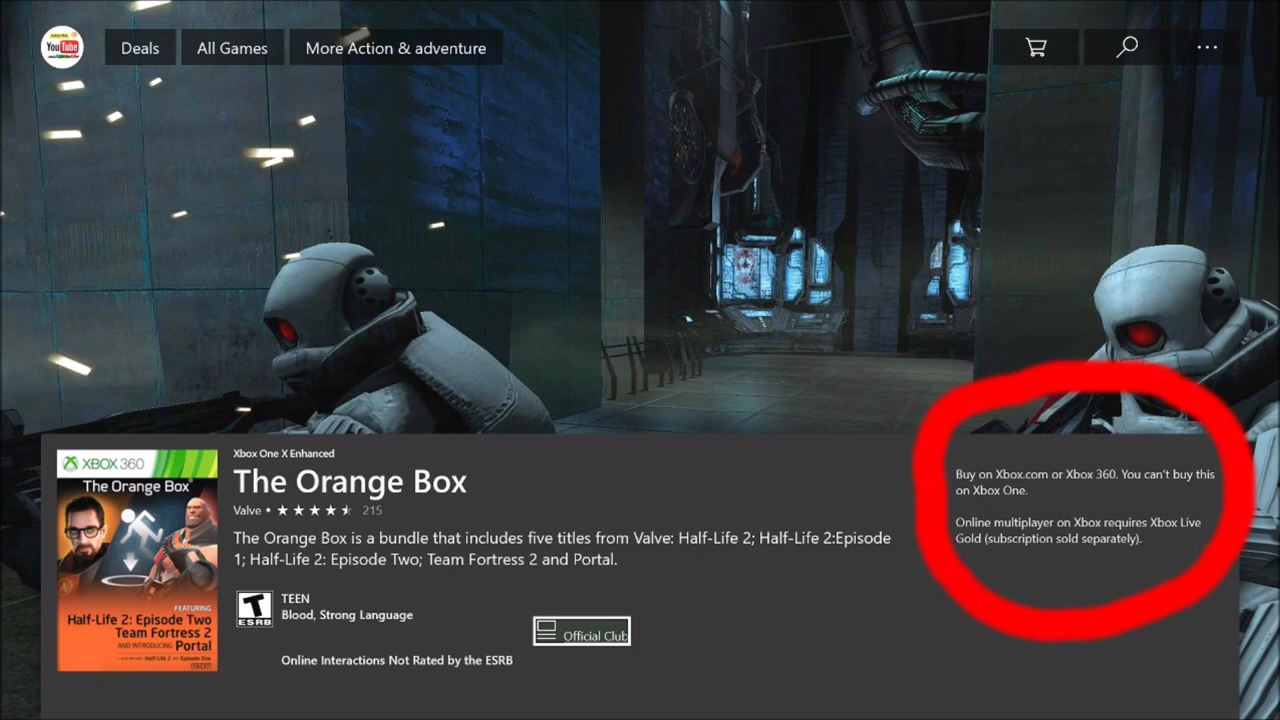 YouTube
Deals
All Games
More Action & adventure
XBOX 360
The Orange Box
FEATURING
Half-Life 2: Episode Two
Team Fortress 2
AND INTRODUCING Portal
Xbox One X Enhanced
The Orange Box
Valve • ★★★★ 215
The Orange Box is a bundle that includes five titles from Valve: Half-Life 2; Half-Life 2:Episode
1; Half-Life 2: Episode Two; Team Fortress 2 and Portal.
T
ESRB
TEEN
Blood, Strong Language
Official Club
Online Interactions Not Rated by the ESRB
Buy on Xbox.com or Xbox 360. You can't buy this
on Xbox One.
Online multiplayer on Xbox requires Xbox Live
Gold (subscription sold separately).